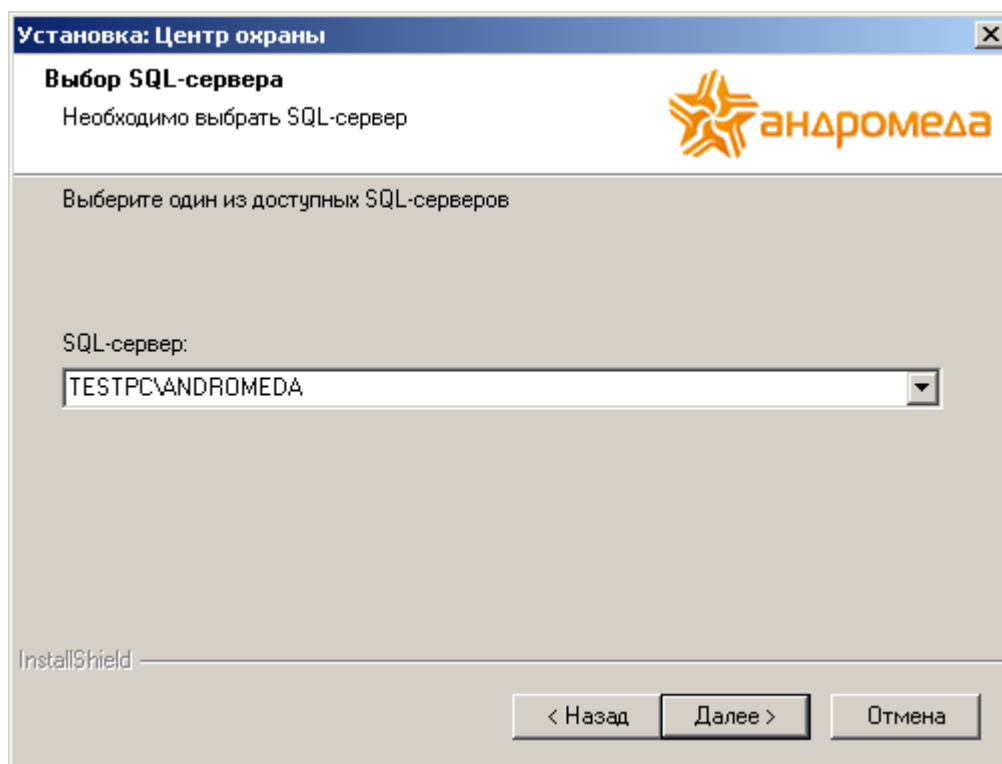 Установка: Центр охраны
Выбор SQL-сервера
Необходимо выбрать SQL-сервер
андромеда
Выберите один из доступных SQL-серверов
SQL-сервер:
TESTPC\ANDROMEDA
InstallShield
< Назад
Далее >
Отмена